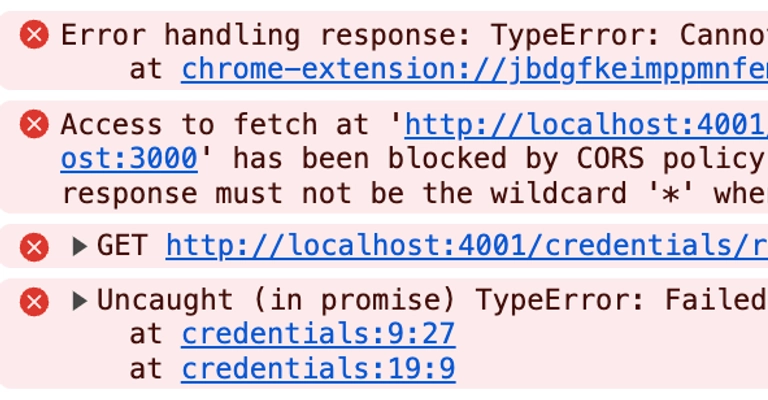 Error handling response: TypeError: Canno
at chrome-extension://jbdgfkeimppmnfe
Access to fetch at 'http://localhost:4001/
ost:3000' has been blocked by CORS policy
response must not be the wildcard '*' whe
GET http://localhost:4001/credentials/r
Uncaught (in promise) TypeError: Failed
at credentials:9:27
at credentials:19:9